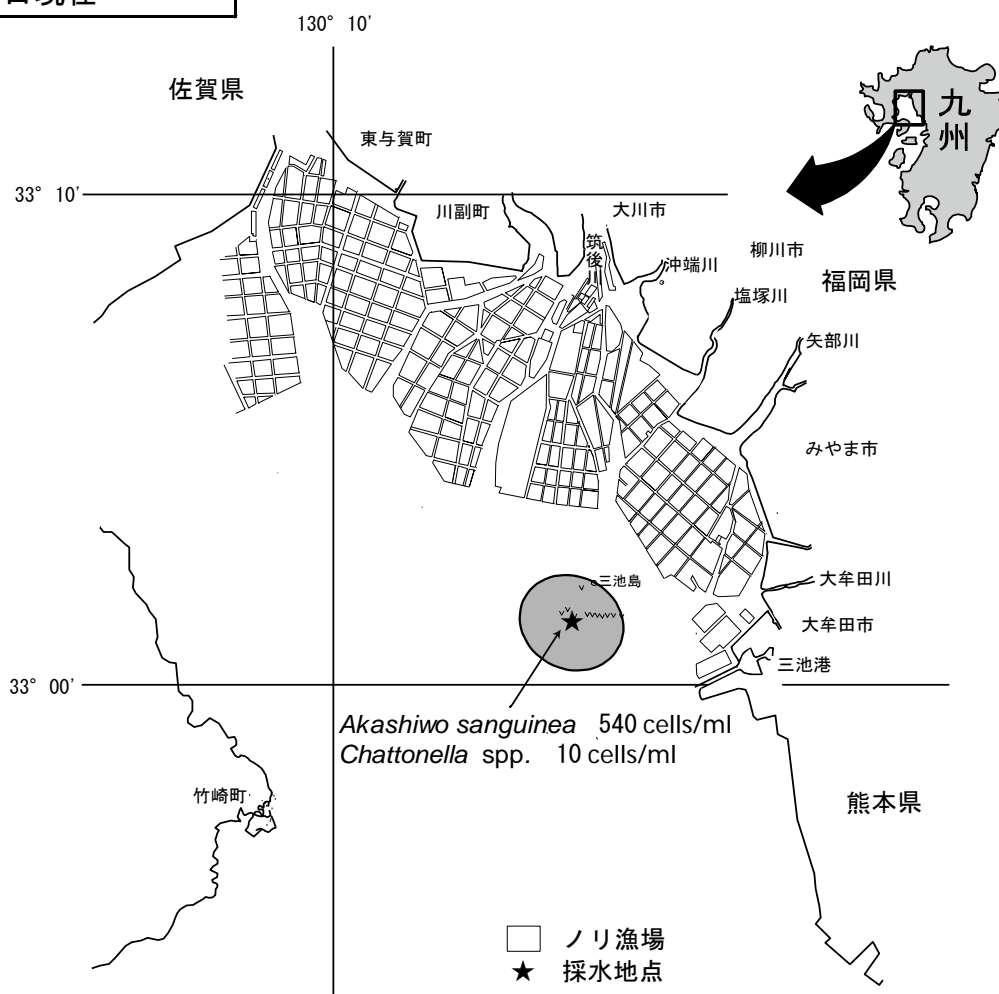 日現在
130° 10′
佐賀県
九州
東与賀町
33° 10′
川副町
大川市
筑後川
柳川市
沖端川
福岡県
塩塚川
矢部川
みやま市
三池島
大牟田川
大牟田市
三池港
33° 00′
Akashiwo sanguinea 540 cells/ml
Chattonella spp. 10 cells/ml
竹崎町
熊本県
ノリ漁場
★ 採水地点